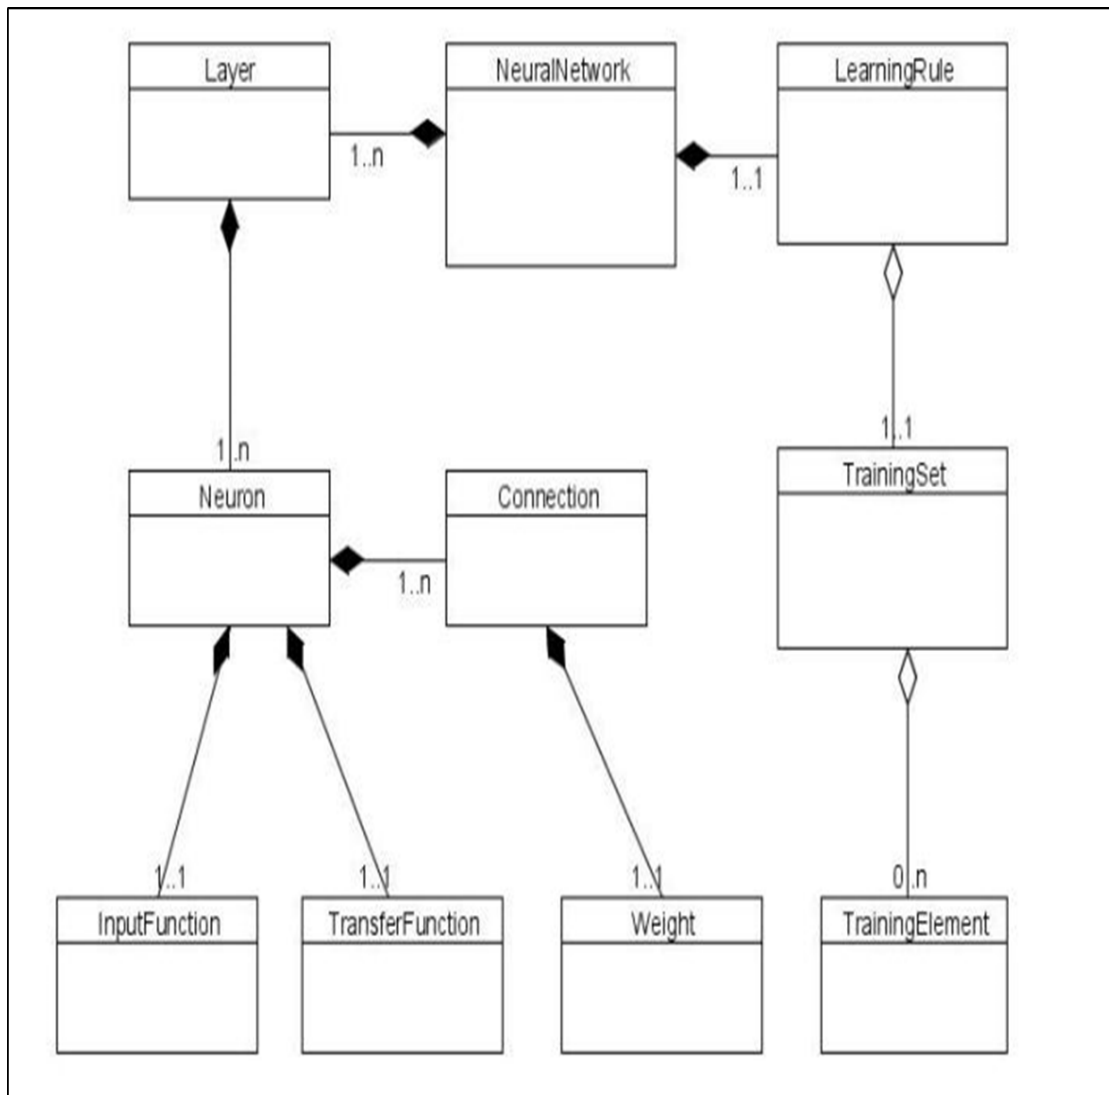 Layer
NeuralNetwork
LearningRule
1..n
1..1
1..n
1..1
Neuron
Connection
TrainingSet
1..n
1..1
1..1
1..1
0..n
InputFunction
TransferFunction
Weight
TrainingElement